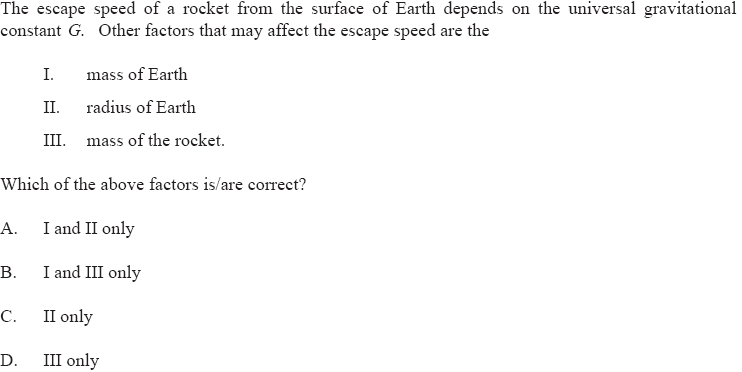 The escape speed of a rocket from the surface of Earth depends on the universal gravitational
constant G. Other factors that may affect the escape speed are the
I. mass of Earth
II. radius of Earth
III. mass of the rocket.
Which of the above factors is/are correct?
A. I and II only
B. I and III only
C. II only
D. III only